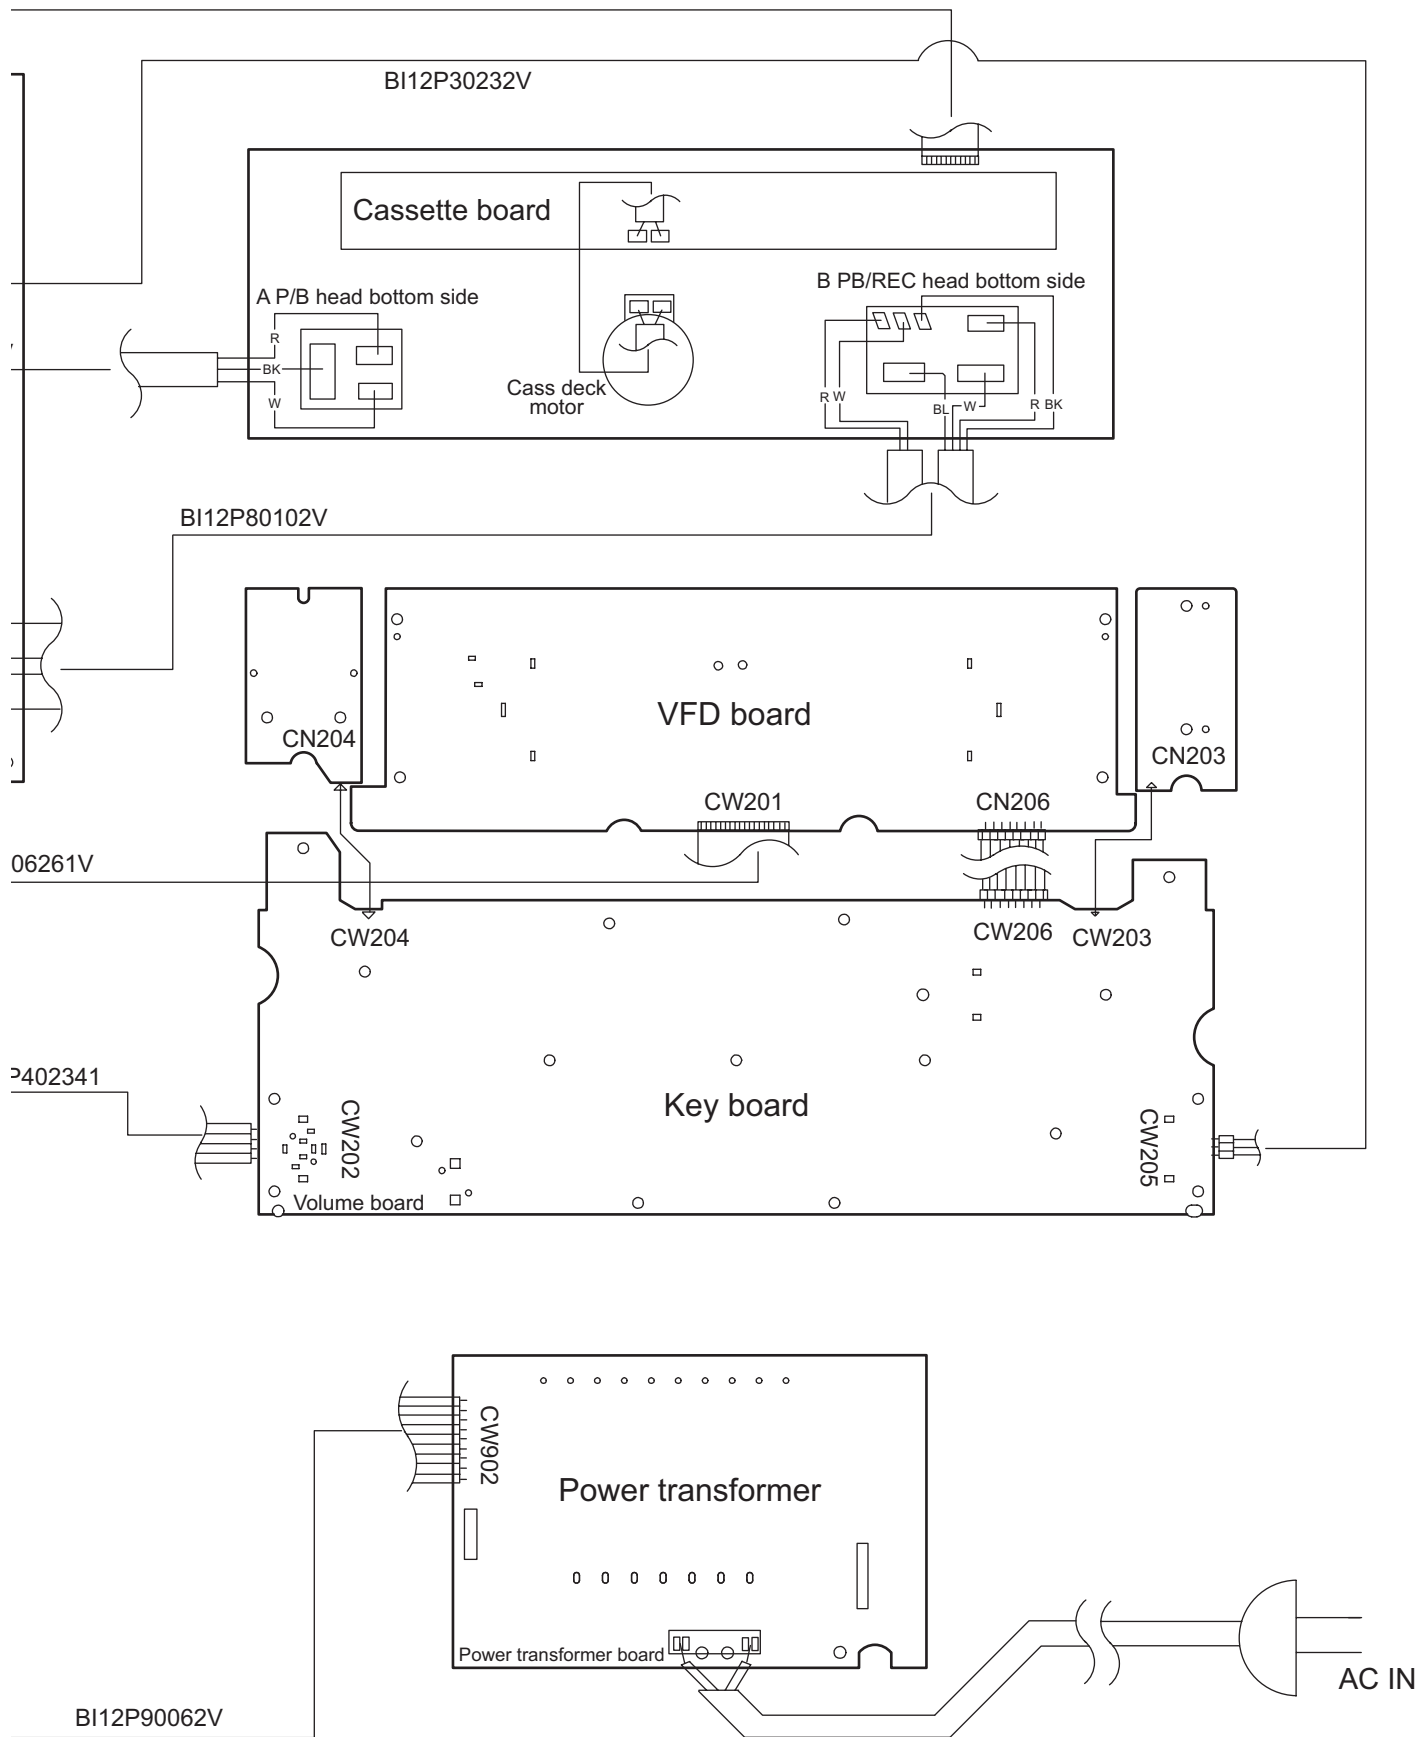 BI12P30232V
Cassette board
A P/B head bottom side
B PB/REC head bottom side
R
BK
W
Cass deck
motor
R W
BL
W
R BK
BI12P80102V
CN204
VFD board
CN203
CW201
CN206
06261V
CW204
CW206
CW203
P402341
Key board
CW202
CW205
Volume board
CW902
Power transformer
Power transformer board
AC IN
BI12P90062V